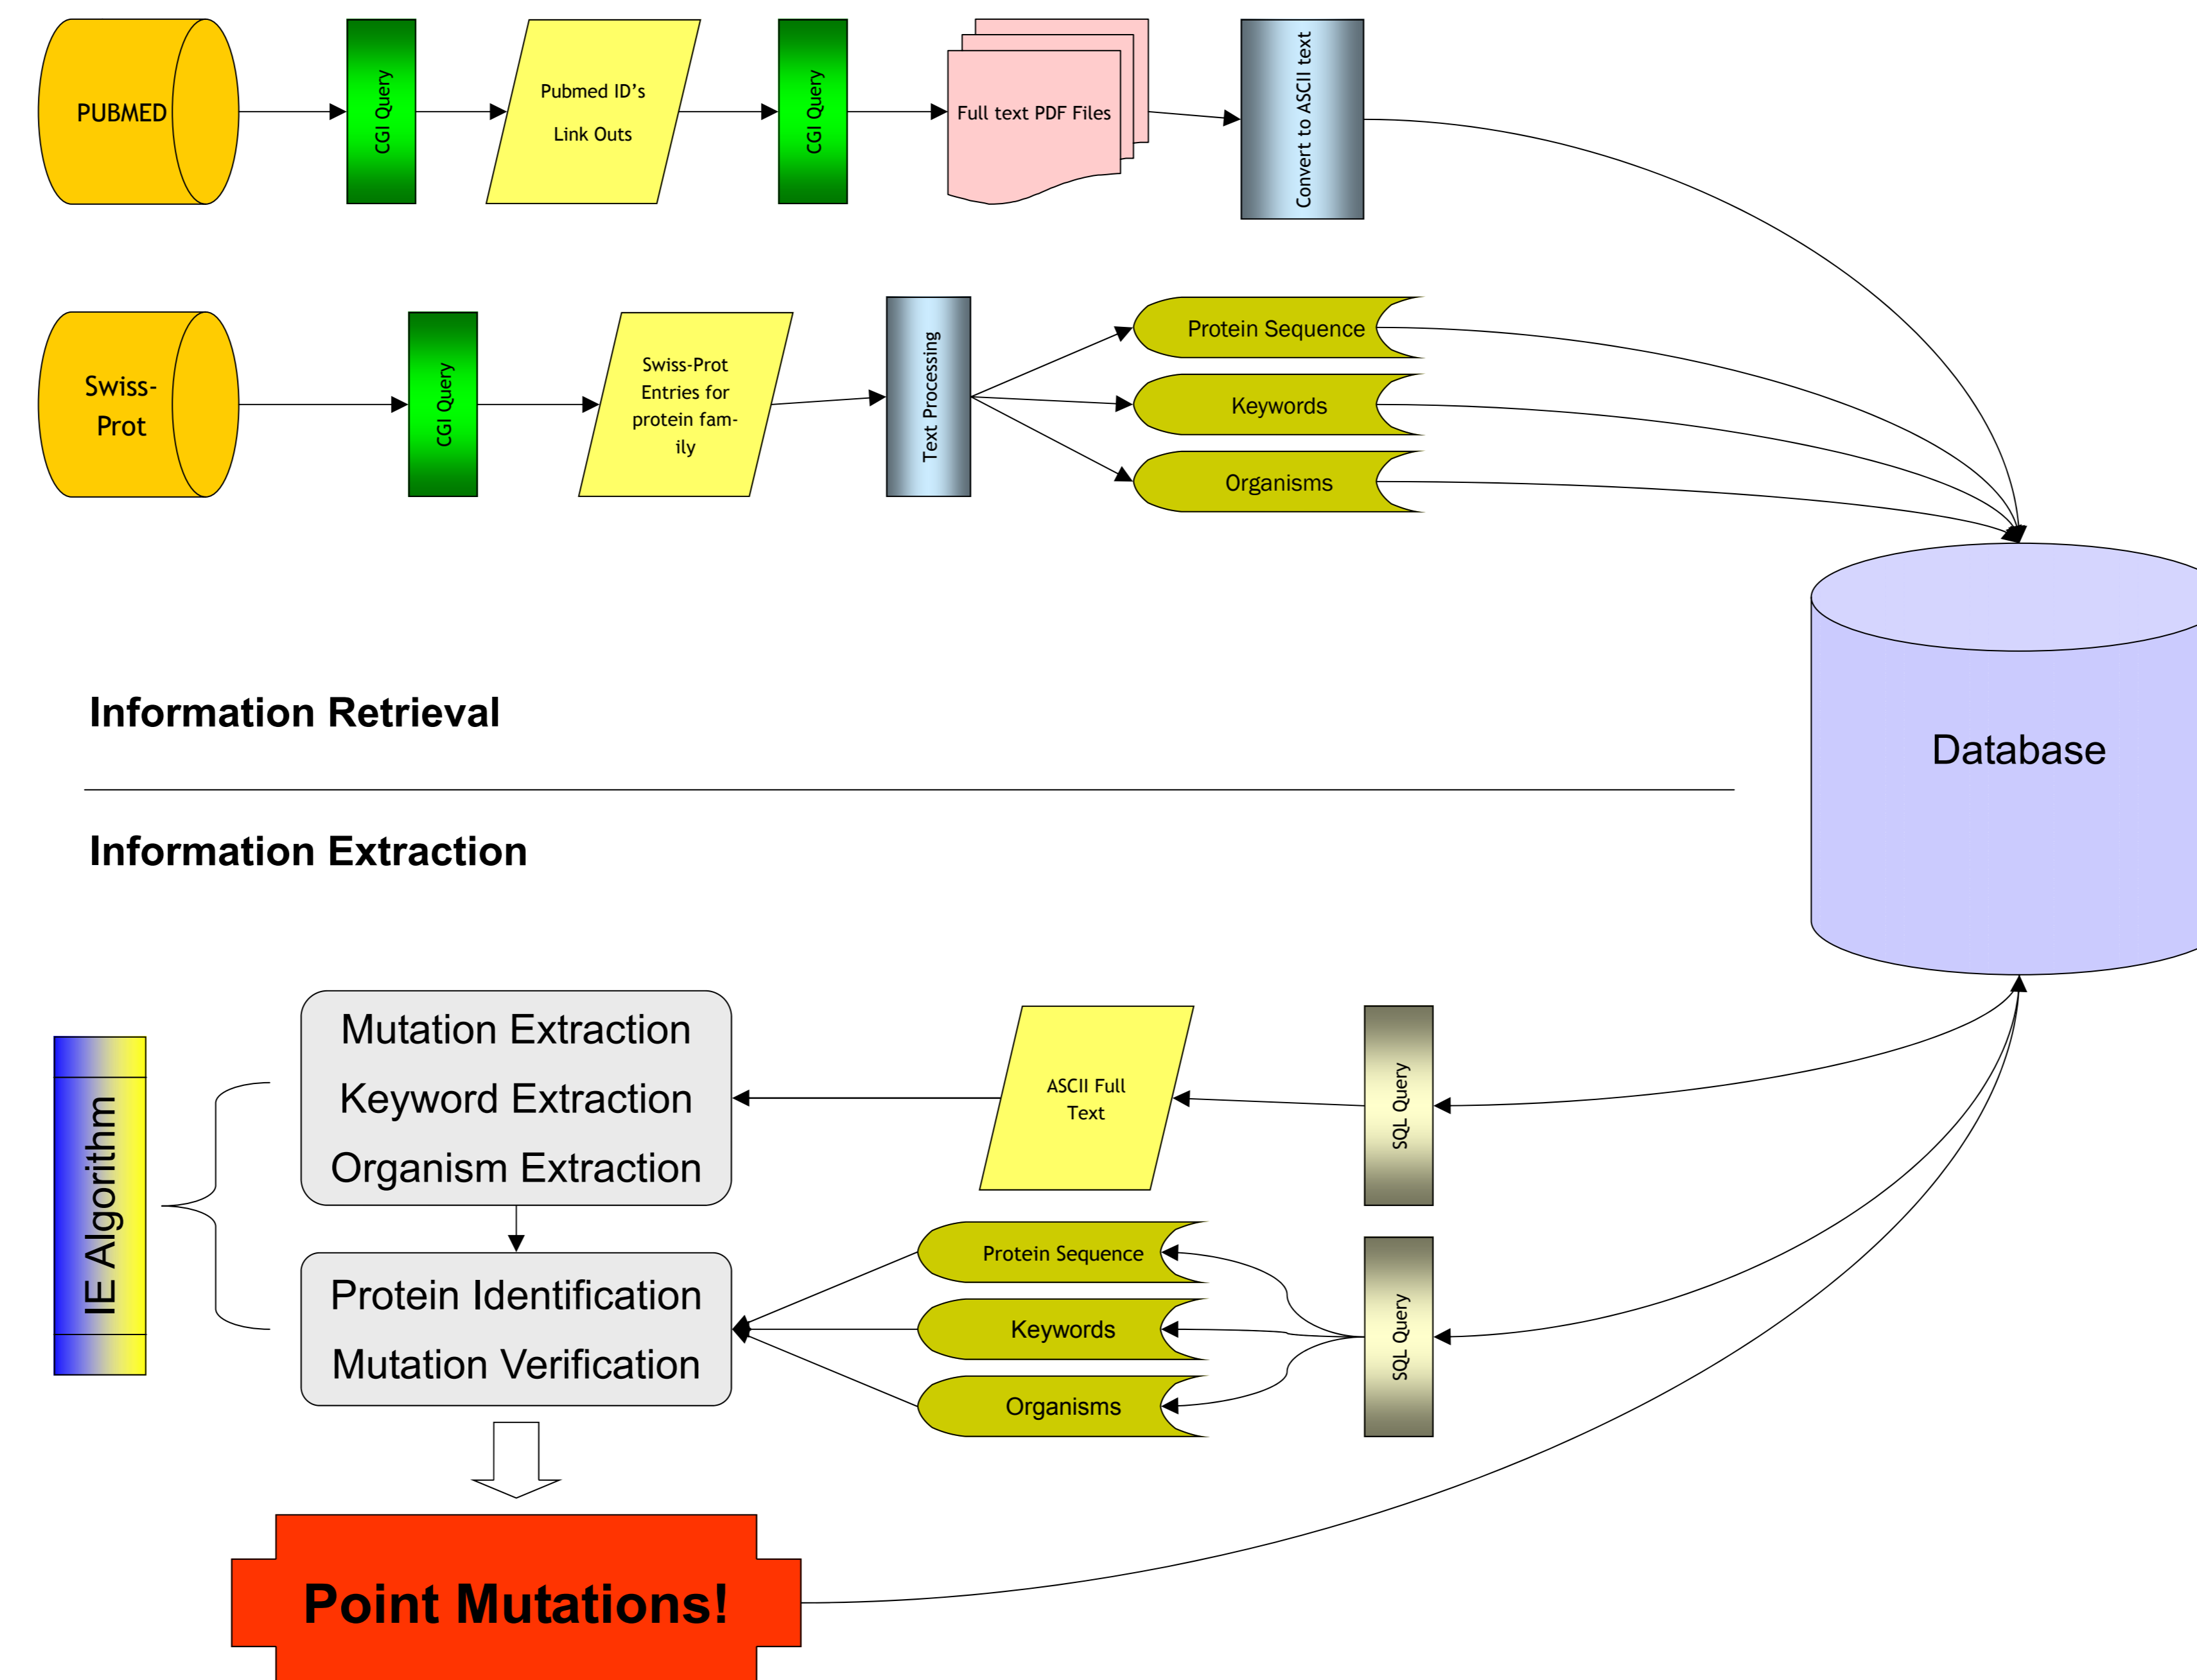 PUBMED
CGI Query
Pubmed ID's
Link Outs
CGI Query
Full text PDF Files
Convert to ASCII text
Swiss-
Prot
CGI Query
Swiss-Prot
Entries for
protein fam-
ily
Text Processing
Protein Sequence
Keywords
Organisms
Information Retrieval
Database
Information Extraction
IE Algorithm
Mutation Extraction
Keyword Extraction
Organism Extraction
ASCII Full
Text
SQL Query
Protein Identification
Mutation Verification
Protein Sequence
Keywords
Organisms
SQL Query
Point Mutations!